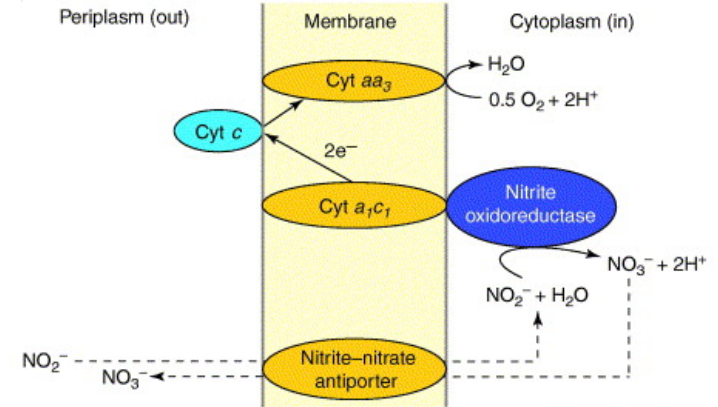 Periplasm (out)
Membrane
Cytoplasm (in)
Cyt aa₃
H₂O
0.5 O₂ + 2H⁺
Cyt c
2e⁻
Cyt a₁c₁
Nitrite
oxidoreductase
NO₃⁻ + 2H⁺
NO₂⁻ + H₂O
Nitrite–nitrate
antiporter
NO₂⁻
NO₃⁻